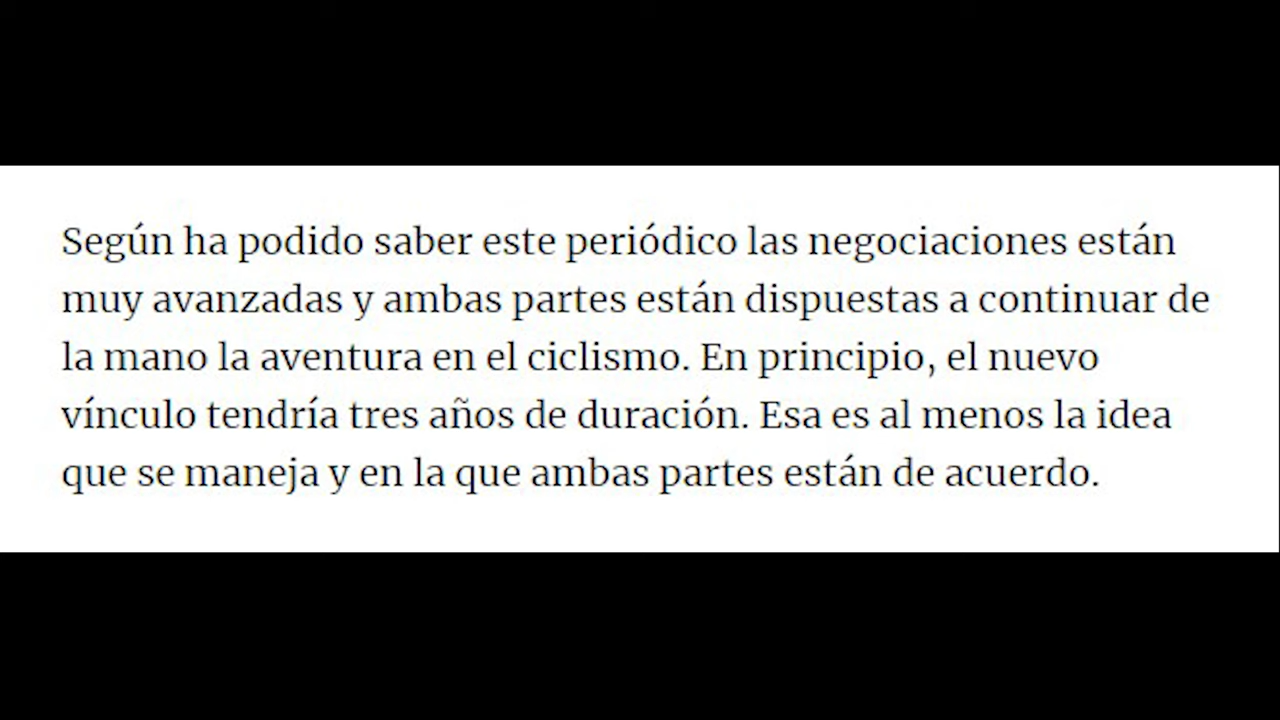 Según ha podido saber este periódico las negociaciones están
muy avanzadas y ambas partes están dispuestas a continuar de
la mano la aventura en el ciclismo. En principio, el nuevo
vínculo tendría tres años de duración. Esa es al menos la idea
que se maneja y en la que ambas partes están de acuerdo.